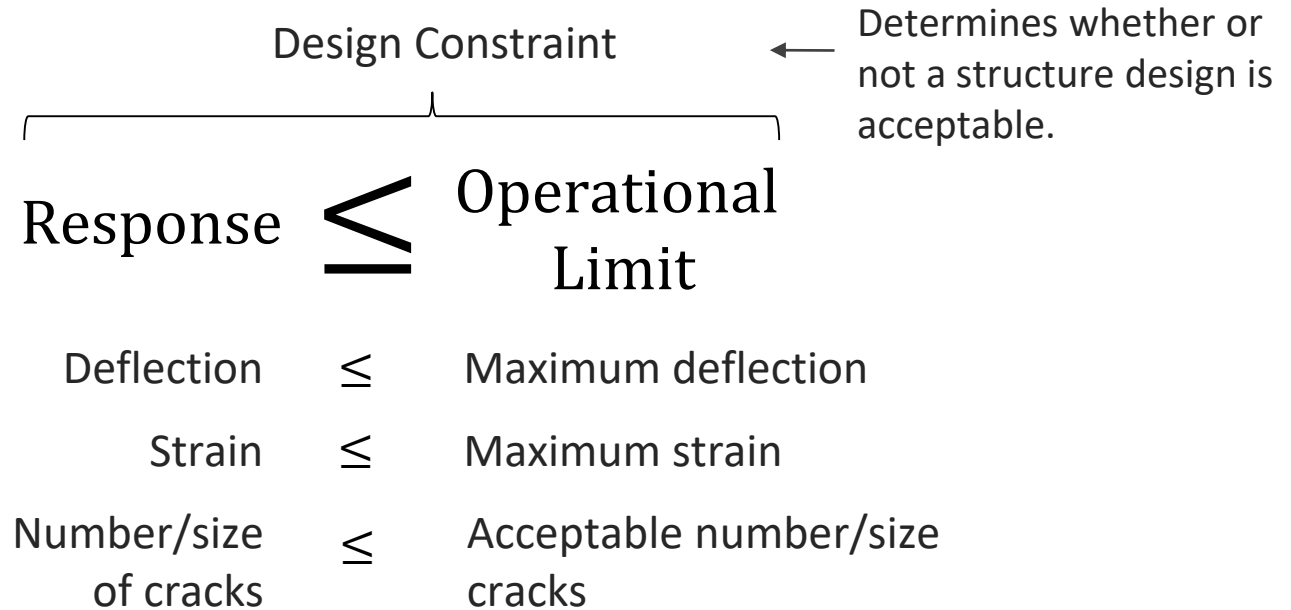 Design Constraint
Determines whether or
not a structure design is
acceptable.
Response ≤ Operational
Limit
Deflection ≤ Maximum deflection
Strain ≤ Maximum strain
Number/size ≤ Acceptable number/size
of cracks cracks